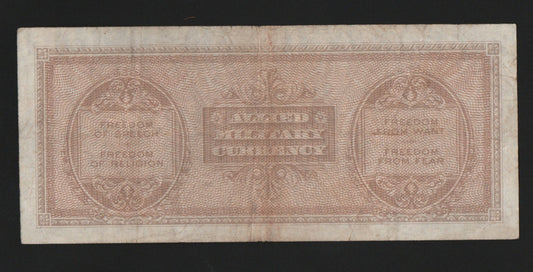 FREEDOM
OF SPEECH
FREEDOM
OF RELIGION
ALLIED
MILITARY
CURRENCY
FREEDOM
FROM WANT
FREEDOM
FROM FEAR